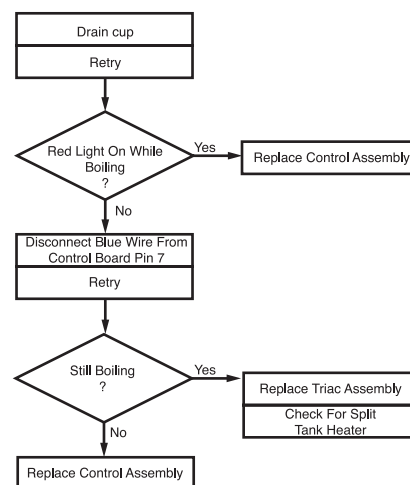 Drain cup
Retry
Red Light On While
Boiling
?
Yes
Replace Control Assembly
No
Disconnect Blue Wire From
Control Board Pin 7
Retry
Still Boiling
?
Yes
Replace Triac Assembly
Check For Split
Tank Heater
No
Replace Control Assembly